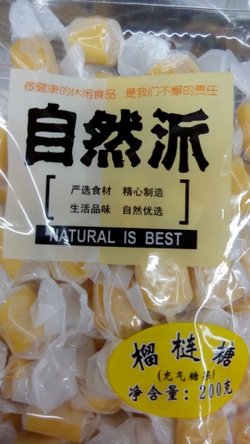 做健康的休闲食品 是我们不懈的责任
自然派
严选食材 精心制造
生活品味 自然优选
NATURAL IS BEST
榴梿糖
(充气糖果)
净含量:200克